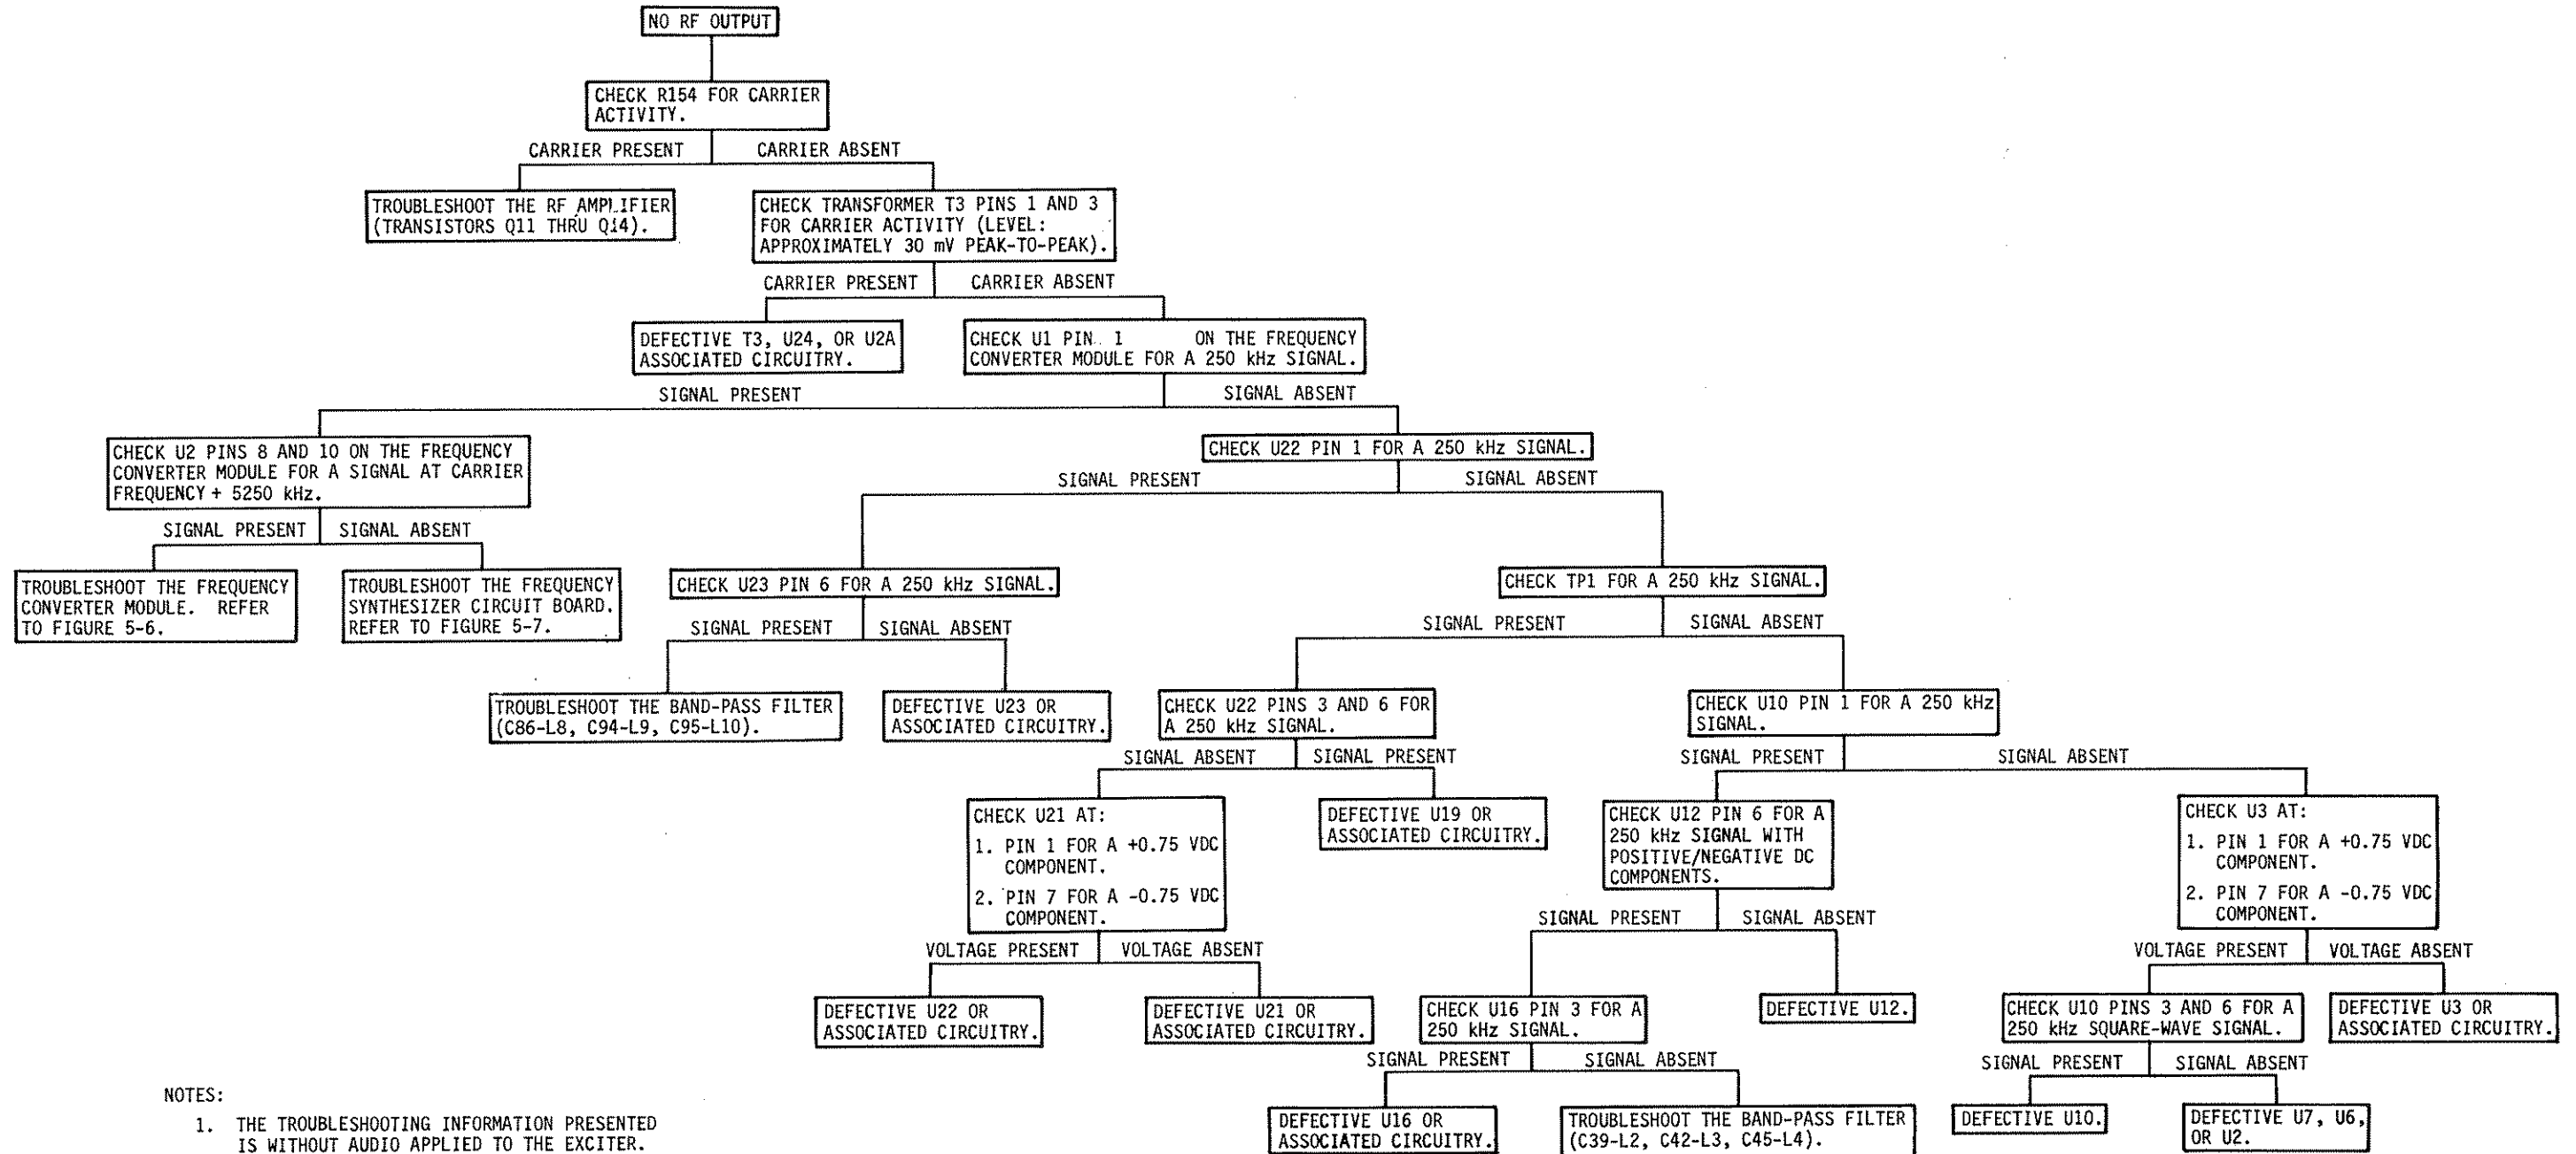 NO RF OUTPUT
CHECK R154 FOR CARRIER
ACTIVITY.
CARRIER PRESENT
CARRIER ABSENT
TROUBLESHOOT THE RF AMPLIFIER
(TRANSISTORS Q11 THRU Q14).
CHECK TRANSFORMER T3 PINS 1 AND 3
FOR CARRIER ACTIVITY (LEVEL:
APPROXIMATELY 30 mV PEAK-TO-PEAK).
CARRIER PRESENT
CARRIER ABSENT
DEFECTIVE T3, U24, OR U2A
ASSOCIATED CIRCUITRY.
CHECK U1 PIN 1 ON THE FREQUENCY
CONVERTER MODULE FOR A 250 kHz SIGNAL.
SIGNAL PRESENT
SIGNAL ABSENT
CHECK U2 PINS 8 AND 10 ON THE FREQUENCY
CONVERTER MODULE FOR A SIGNAL AT CARRIER
FREQUENCY + 5250 kHz.
CHECK U22 PIN 1 FOR A 250 kHz SIGNAL.
SIGNAL PRESENT
SIGNAL ABSENT
SIGNAL PRESENT
SIGNAL ABSENT
TROUBLESHOOT THE FREQUENCY
CONVERTER MODULE. REFER
TO FIGURE 5-6.
TROUBLESHOOT THE FREQUENCY
SYNTHESIZER CIRCUIT BOARD.
REFER TO FIGURE 5-7.
CHECK U23 PIN 6 FOR A 250 kHz SIGNAL.
CHECK TP1 FOR A 250 kHz SIGNAL.
SIGNAL PRESENT
SIGNAL ABSENT
SIGNAL PRESENT
SIGNAL ABSENT
TROUBLESHOOT THE BAND-PASS FILTER
(C86-L8, C94-L9, C95-L10).
DEFECTIVE U23 OR
ASSOCIATED CIRCUITRY.
CHECK U22 PINS 3 AND 6 FOR
A 250 kHz SIGNAL.
CHECK U10 PIN 1 FOR A 250 kHz
SIGNAL.
SIGNAL ABSENT
SIGNAL PRESENT
SIGNAL PRESENT
SIGNAL ABSENT
CHECK U21 AT:
1. PIN 1 FOR A +0.75 VDC
COMPONENT.
2. PIN 7 FOR A -0.75 VDC
COMPONENT.
DEFECTIVE U19 OR
ASSOCIATED CIRCUITRY.
CHECK U12 PIN 6 FOR A
250 kHz SIGNAL WITH
POSITIVE/NEGATIVE DC
COMPONENTS.
CHECK U3 AT:
1. PIN 1 FOR A +0.75 VDC
COMPONENT.
2. PIN 7 FOR A -0.75 VDC
COMPONENT.
VOLTAGE PRESENT
VOLTAGE ABSENT
SIGNAL PRESENT
SIGNAL ABSENT
VOLTAGE PRESENT
VOLTAGE ABSENT
DEFECTIVE U22 OR
ASSOCIATED CIRCUITRY.
DEFECTIVE U21 OR
ASSOCIATED CIRCUITRY.
CHECK U16 PIN 3 FOR A
250 kHz SIGNAL.
DEFECTIVE U12.
CHECK U10 PINS 3 AND 6 FOR A
250 kHz SQUARE-WAVE SIGNAL.
DEFECTIVE U3 OR
ASSOCIATED CIRCUITRY.
SIGNAL PRESENT
SIGNAL ABSENT
SIGNAL PRESENT
SIGNAL ABSENT
DEFECTIVE U16 OR
ASSOCIATED CIRCUITRY.
TROUBLESHOOT THE BAND-PASS FILTER
(C39-L2, C42-L3, C45-L4).
DEFECTIVE U10.
DEFECTIVE U7, U6,
OR U2.
NOTES:
1. THE TROUBLESHOOTING INFORMATION PRESENTED
IS WITHOUT AUDIO APPLIED TO THE EXCITER.